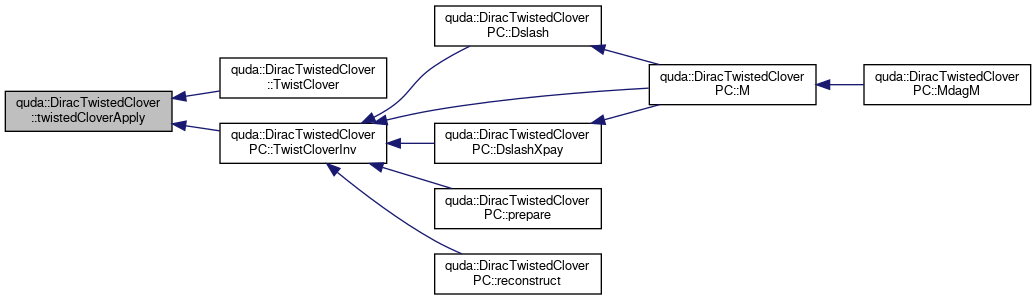 quda::DiracTwistedClover
::twistedCloverApply
quda::DiracTwistedClover
::TwistClover
quda::DiracTwistedClover
PC::TwistCloverInv
quda::DiracTwistedClover
PC::Dslash
quda::DiracTwistedClover
PC::M
quda::DiracTwistedClover
PC::MdagM
quda::DiracTwistedClover
PC::DslashXpay
quda::DiracTwistedClover
PC::prepare
quda::DiracTwistedClover
PC::reconstruct